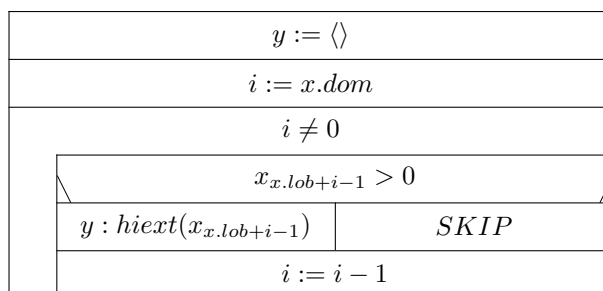 y := ⟨⟩
i := x.dom
i ≠ 0
x_{x.lob+i−1} > 0
y : hiext(x_{x.lob+i−1}) SKIP
i := i − 1